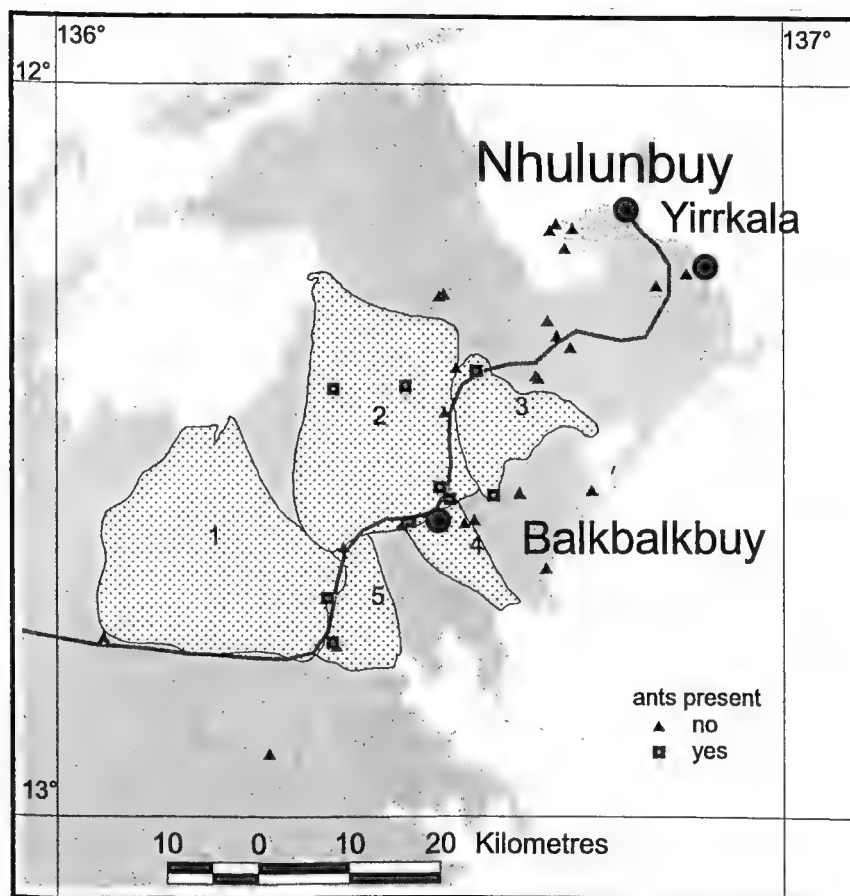 136°
137°
12°
Nhulunbuy
Yirrkala
2
3
1
Balkbalkbuy
4
5
ants present
no
yes
13°
10 0 10 20 Kilometres